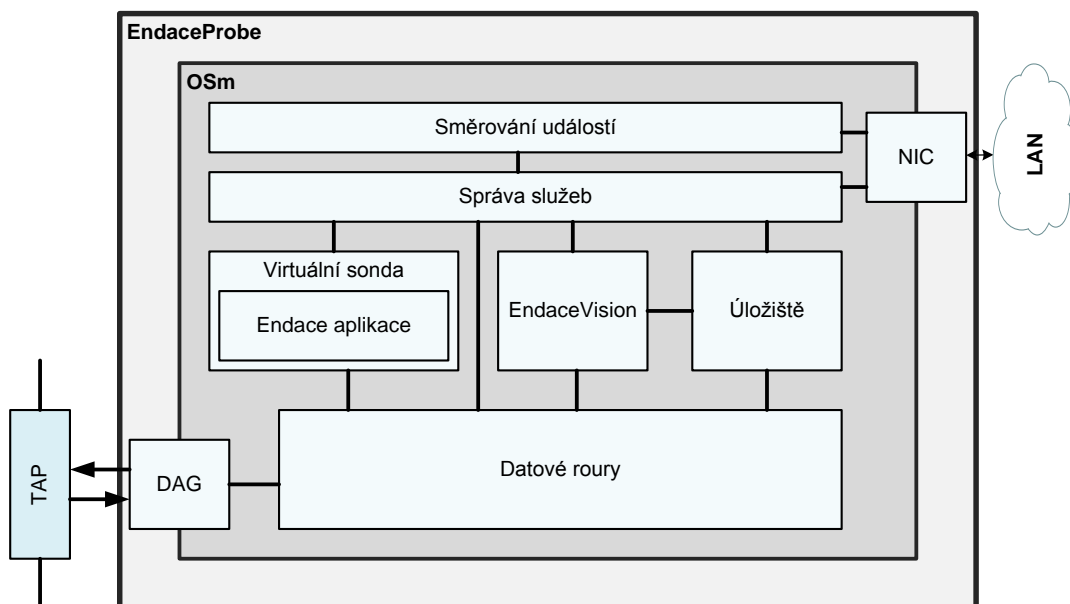 EndaceProbe
OSm
Směrování událostí
NIC
LAN
Správa služeb
Virtuální sonda
Endace aplikace
EndaceVision
Úložiště
TAP
DAG
Datové roury